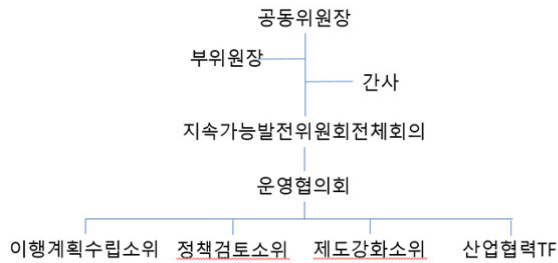 공동위원장
부위원장
간사
지속가능발전위원회전체회의
운영협의회
이행계획수립소위 정책검토소위 제도강화소위 산업협력TF